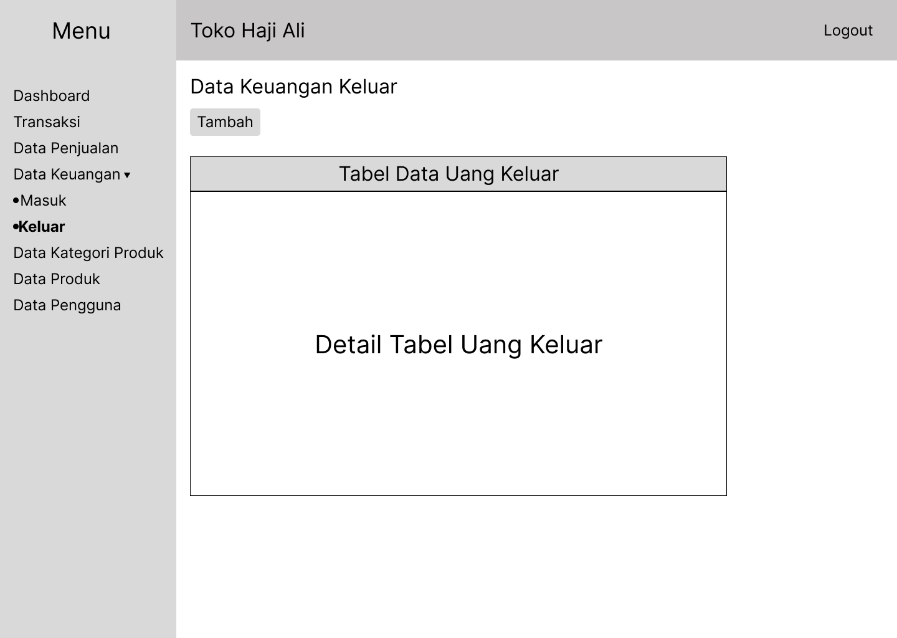 Menu
Toko Haji Ali
Logout
Dashboard
Transaksi
Data Penjualan
Data Keuangan ▾
•Masuk
•Keluar
Data Kategori Produk
Data Produk
Data Pengguna
Data Keuangan Keluar
Tambah
Tabel Data Uang Keluar
Detail Tabel Uang Keluar